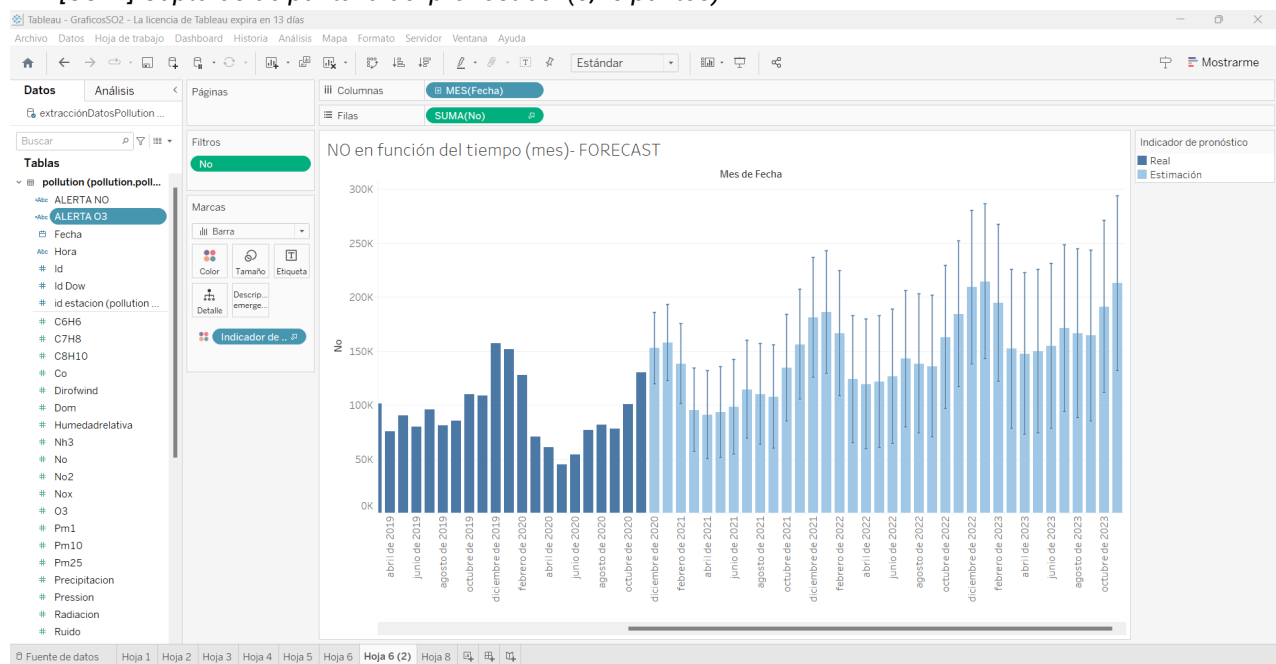 Tableau - GraficosSO2 - La licencia de Tableau expira en 13 días
Archivo Datos Hoja de trabajo Dashboard Historia Análisis Mapa Formato Servidor Ventana Ayuda
Estándar
Mostrarme
Datos Análisis
extracciónDatosPollution ...
Buscar
Tablas
pollution (pollution.poll...
Abc ALERTA NO
Abc ALERTA O3
Fecha
Abc Hora
# Id
# Id Dow
# id estacion (pollution ...
# C6H6
# C7H8
# C8H10
# Co
# Dirofwind
# Dom
# Humedadrelativa
# Nh3
# No
# No2
# Nox
# O3
# Pm1
# Pm10
# Pm25
# Precipitacion
# Pression
# Radiacion
# Ruido
Páginas
Filtros
No
Marcas
Barra
Color Tamaño Etiqueta
Detalle Descrip... emerge...
Indicador de ..
Columnas MES(Fecha)
Filas SUMA(No)
NO en función del tiempo (mes)- FORECAST
Mes de Fecha
300K
250K
200K
150K
100K
50K
0K
No
abril de 2019
junio de 2019
agosto de 2019
octubre de 2019
diciembre de 2019
febrero de 2020
abril de 2020
junio de 2020
agosto de 2020
octubre de 2020
diciembre de 2020
febrero de 2021
abril de 2021
junio de 2021
agosto de 2021
octubre de 2021
diciembre de 2021
febrero de 2022
abril de 2022
junio de 2022
agosto de 2022
octubre de 2022
diciembre de 2022
febrero de 2023
abril de 2023
junio de 2023
agosto de 2023
octubre de 2023
Indicador de pronóstico
Real
Estimación
Fuente de datos Hoja 1 Hoja 2 Hoja 3 Hoja 4 Hoja 5 Hoja 6 Hoja 6 (2) Hoja 8